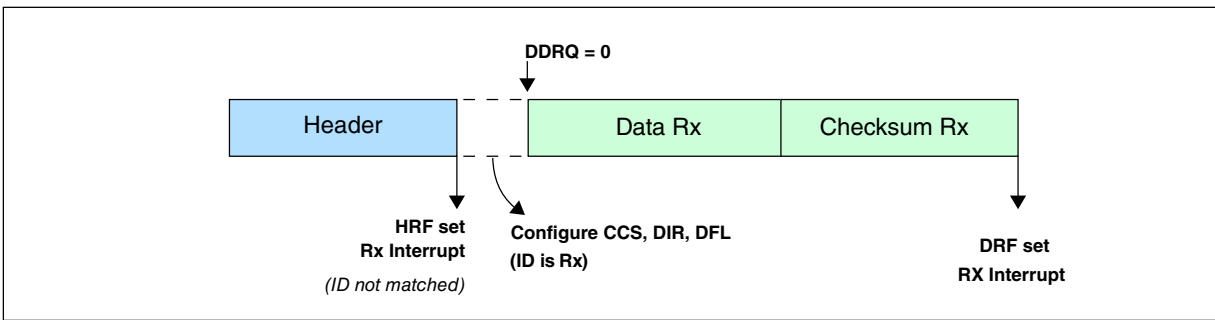 DDRQ = 0
Header
Data Rx
Checksum Rx
HRF set
Rx Interrupt
(ID not matched)
Configure CCS, DIR, DFL
(ID is Rx)
DRF set
RX Interrupt